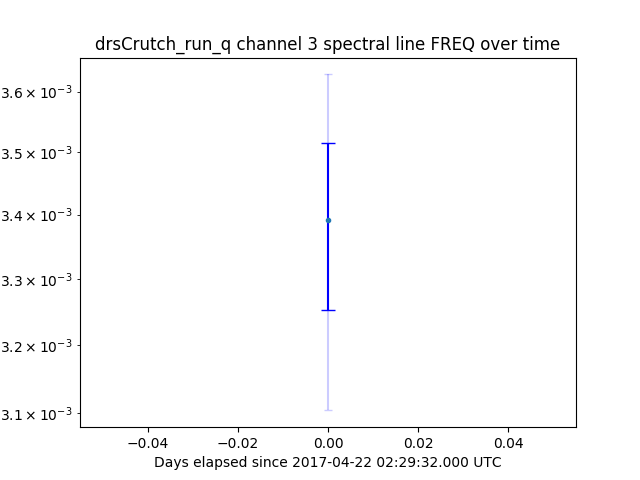 drsCrutch_run_q channel 3 spectral line FREQ over time
3.6 × 10⁻³
3.5 × 10⁻³
3.4 × 10⁻³
3.3 × 10⁻³
3.2 × 10⁻³
3.1 × 10⁻³
−0.04 −0.02 0.00 0.02 0.04
Days elapsed since 2017-04-22 02:29:32.000 UTC